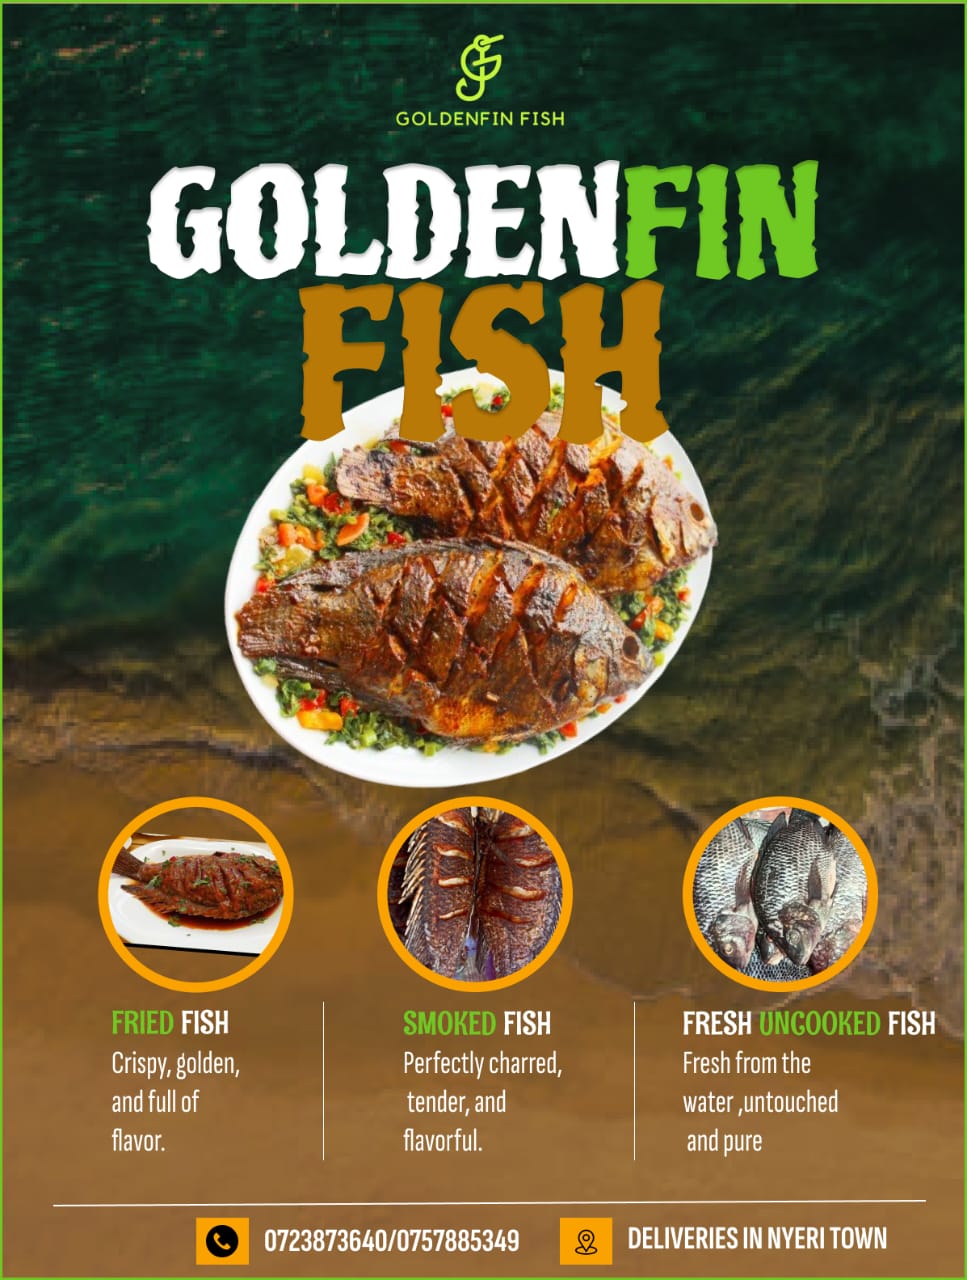 GOLDENFIN FISH
GOLDENFIN
FISH
FRIED FISH
Crispy, golden,
and full of
flavor.
SMOKED FISH
Perfectly charred,
tender, and
flavorful.
FRESH UNCOOKED FISH
Fresh from the
water ,untouched
and pure
0723873640/0757885349
DELIVERIES IN NYERI TOWN